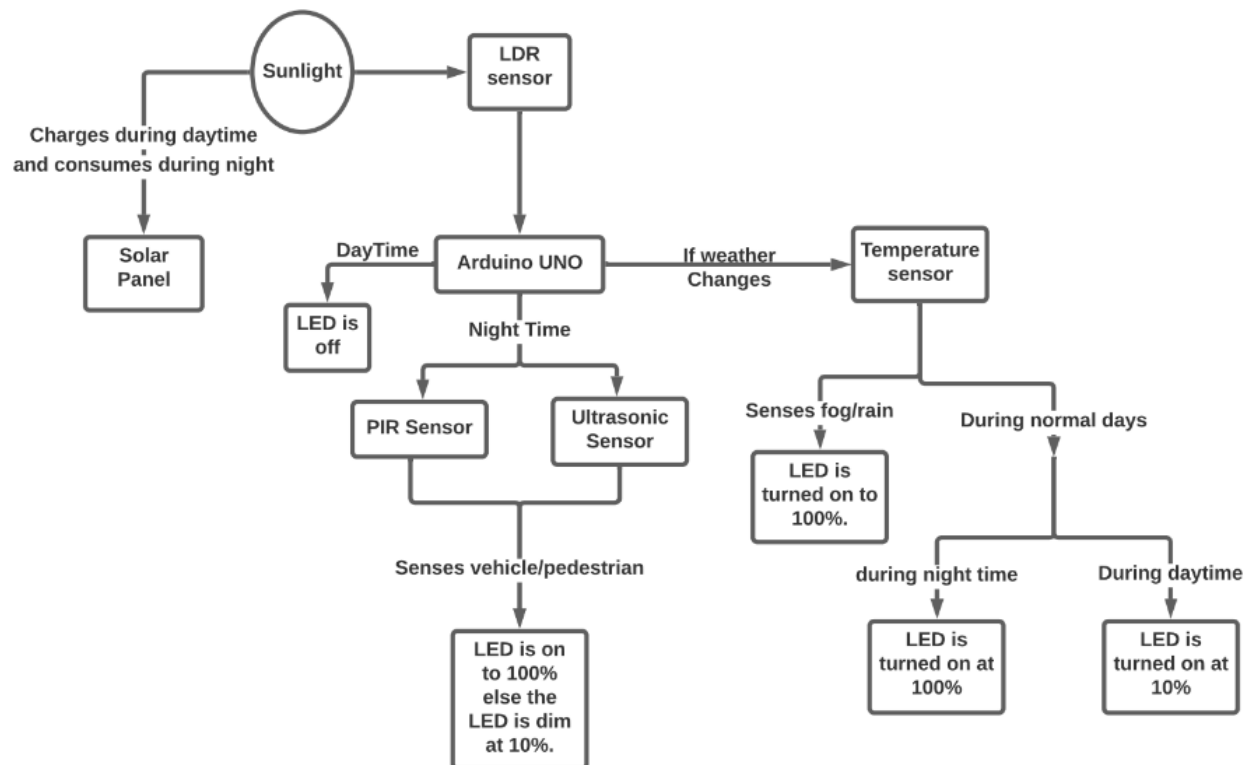 Sunlight
LDR
sensor
Charges during daytime
and consumes during night
Solar
Panel
DayTime
Arduino UNO
If weather
Changes
Temperature
sensor
LED is
off
Night Time
PIR Sensor
Ultrasonic
Sensor
Senses fog/rain
During normal days
LED is
turned on to
100%.
Senses vehicle/pedestrian
during night time
During daytime
LED is on
to 100%
else the
LED is dim
at 10%.
LED is
turned on at
100%
LED is
turned on at
10%